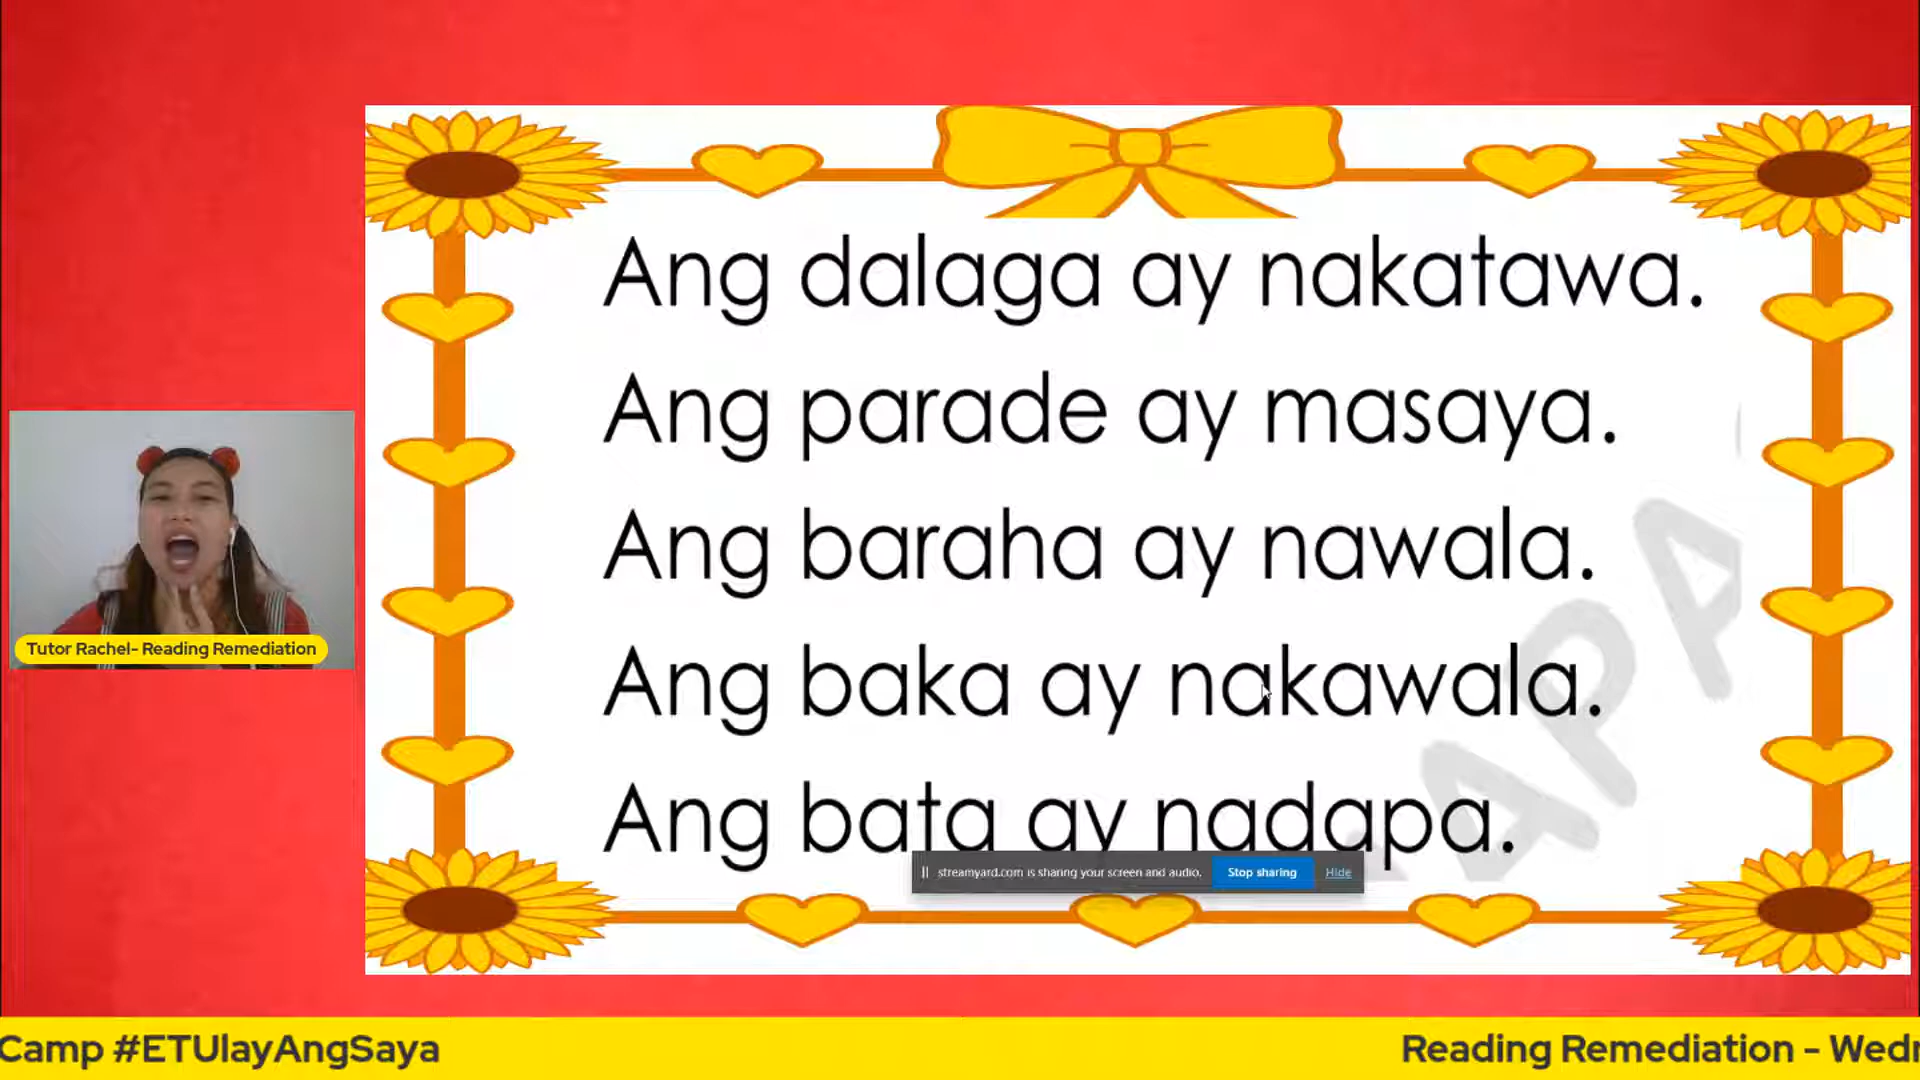 Ang dalaga ay nakatawa.
Ang parade ay masaya.
Ang baraha ay nawala.
Ang baka ay nakawala.
Ang bata ay nadapa.
APA
streamyard.com is sharing your screen and audio.
Stop sharing
Hide
Tutor Rachel- Reading Remediation
Camp #ETUlayAngSaya
Reading Remediation -